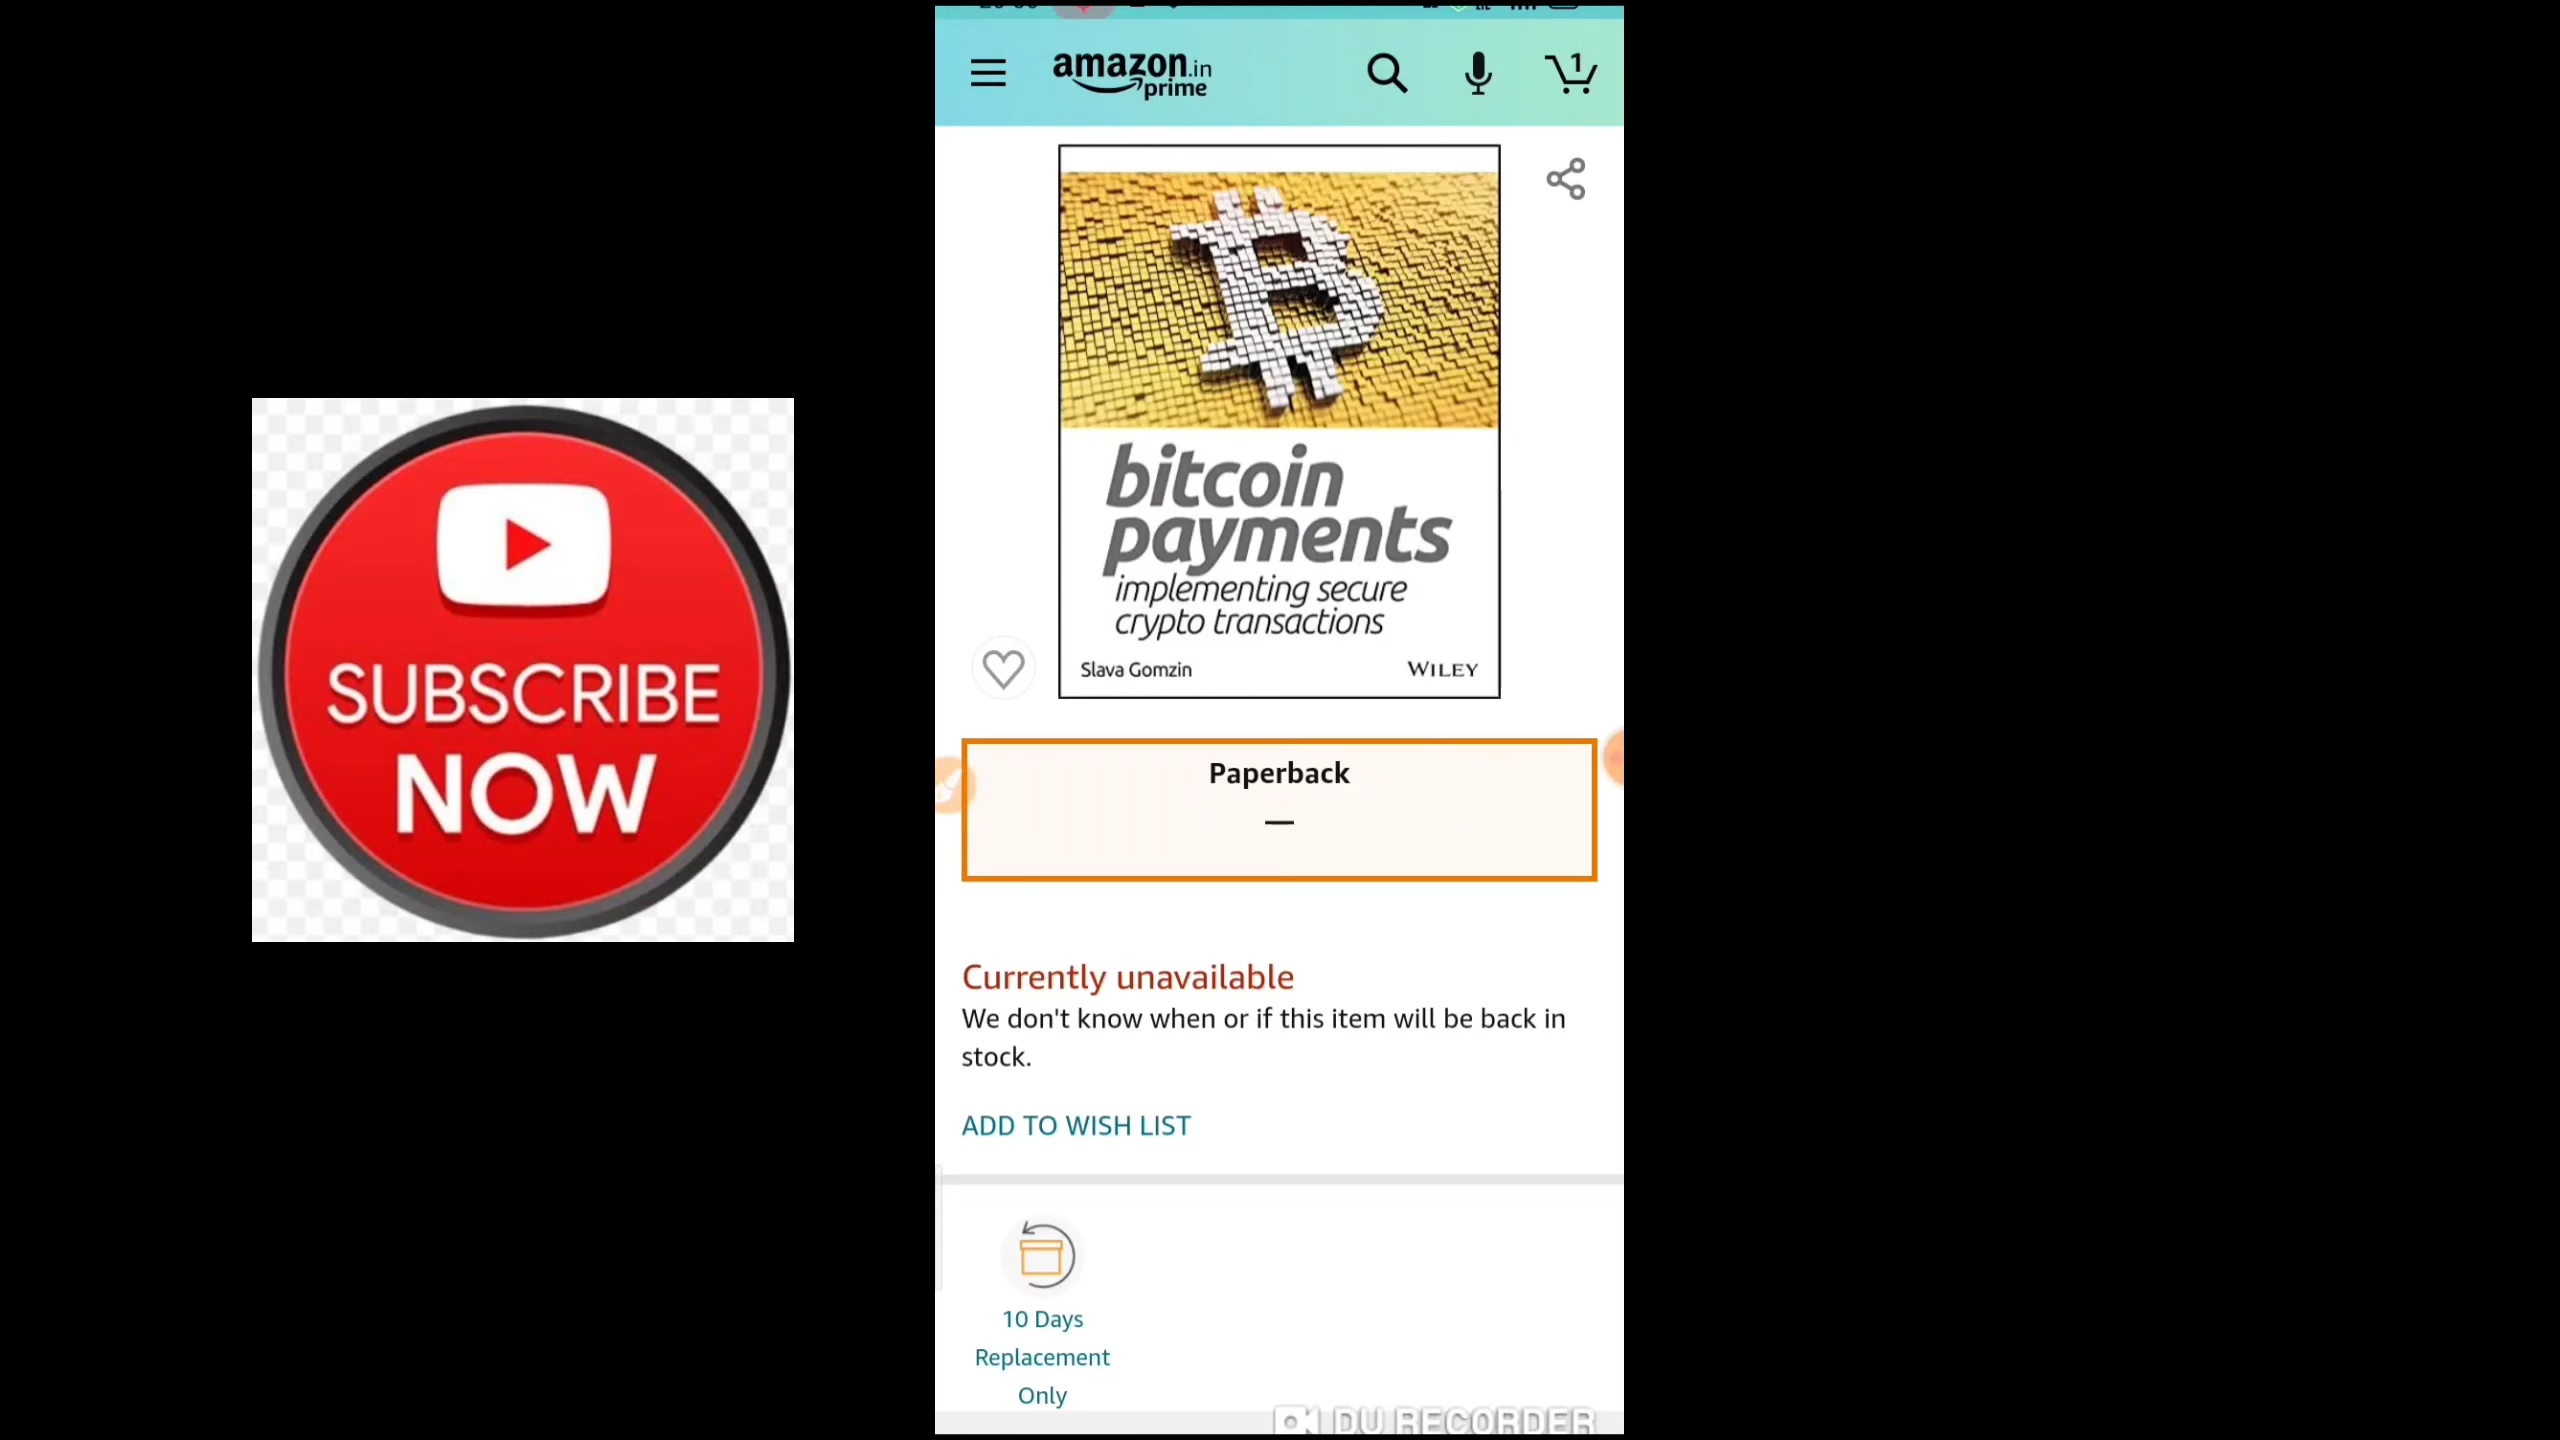 SUBSCRIBE
NOW
amazon.in
prime
1
bitcoin
payments
implementing secure
crypto transactions
Slava Gomzin WILEY
Paperback
—
Currently unavailable
We don't know when or if this item will be back in
stock.
ADD TO WISH LIST
10 Days
Replacement
Only
DU RECORDER